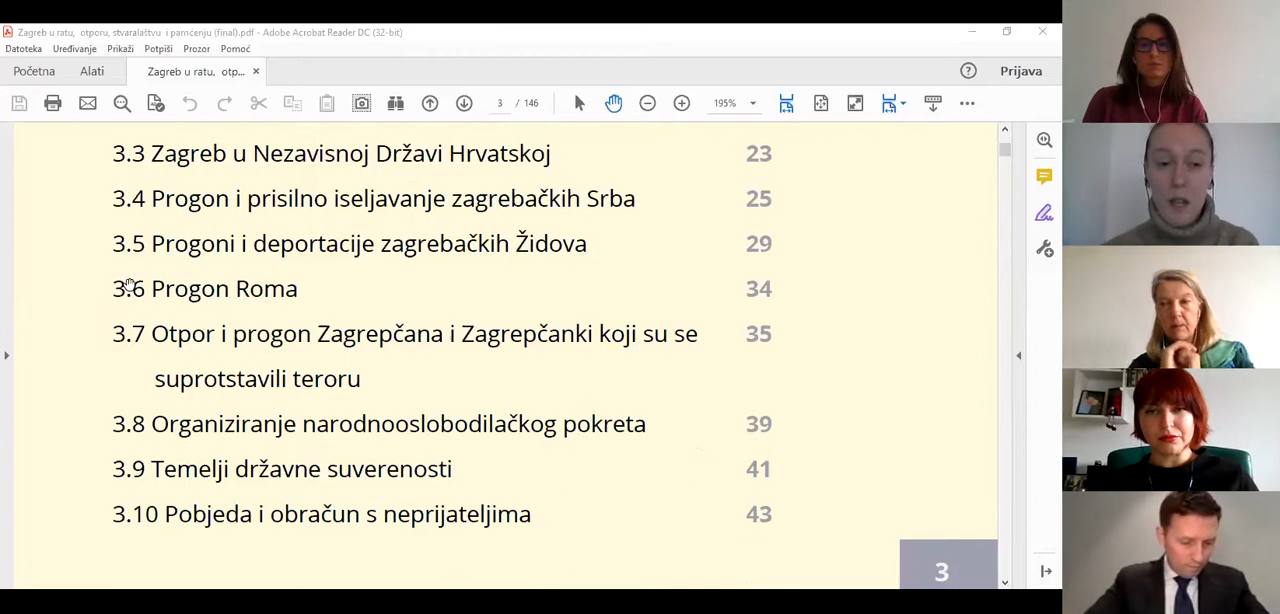 Zagreb u ratu, otporu, stvaralaštvu i pamćenju (final).pdf - Adobe Acrobat Reader DC (32-bit)
Datoteka Uređivanje Prikaži Potpiši Prozor Pomoć
Početna Alati Zagreb u ratu, otp... × Prijava
3 / 146 195%
3.3 Zagreb u Nezavisnoj Državi Hrvatskoj 23
3.4 Progon i prisilno iseljavanje zagrebačkih Srba 25
3.5 Progoni i deportacije zagrebačkih Židova 29
3.6 Progon Roma 34
3.7 Otpor i progon Zagrepčana i Zagrepčanki koji su se 35
suprotstavili teroru
3.8 Organiziranje narodnooslobodilačkog pokreta 39
3.9 Temelji državne suverenosti 41
3.10 Pobjeda i obračun s neprijateljima 43
3